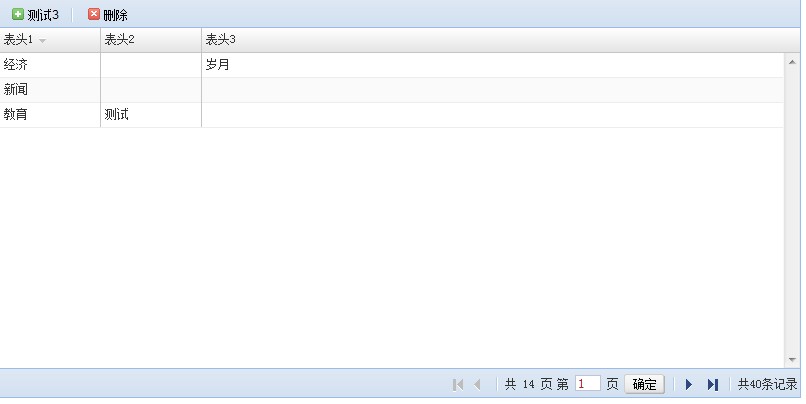 测试3 删除
表头1 表头2 表头3
经济 岁月
新闻
教育 测试
共 14 页 第 1 页 确定 共40条记录